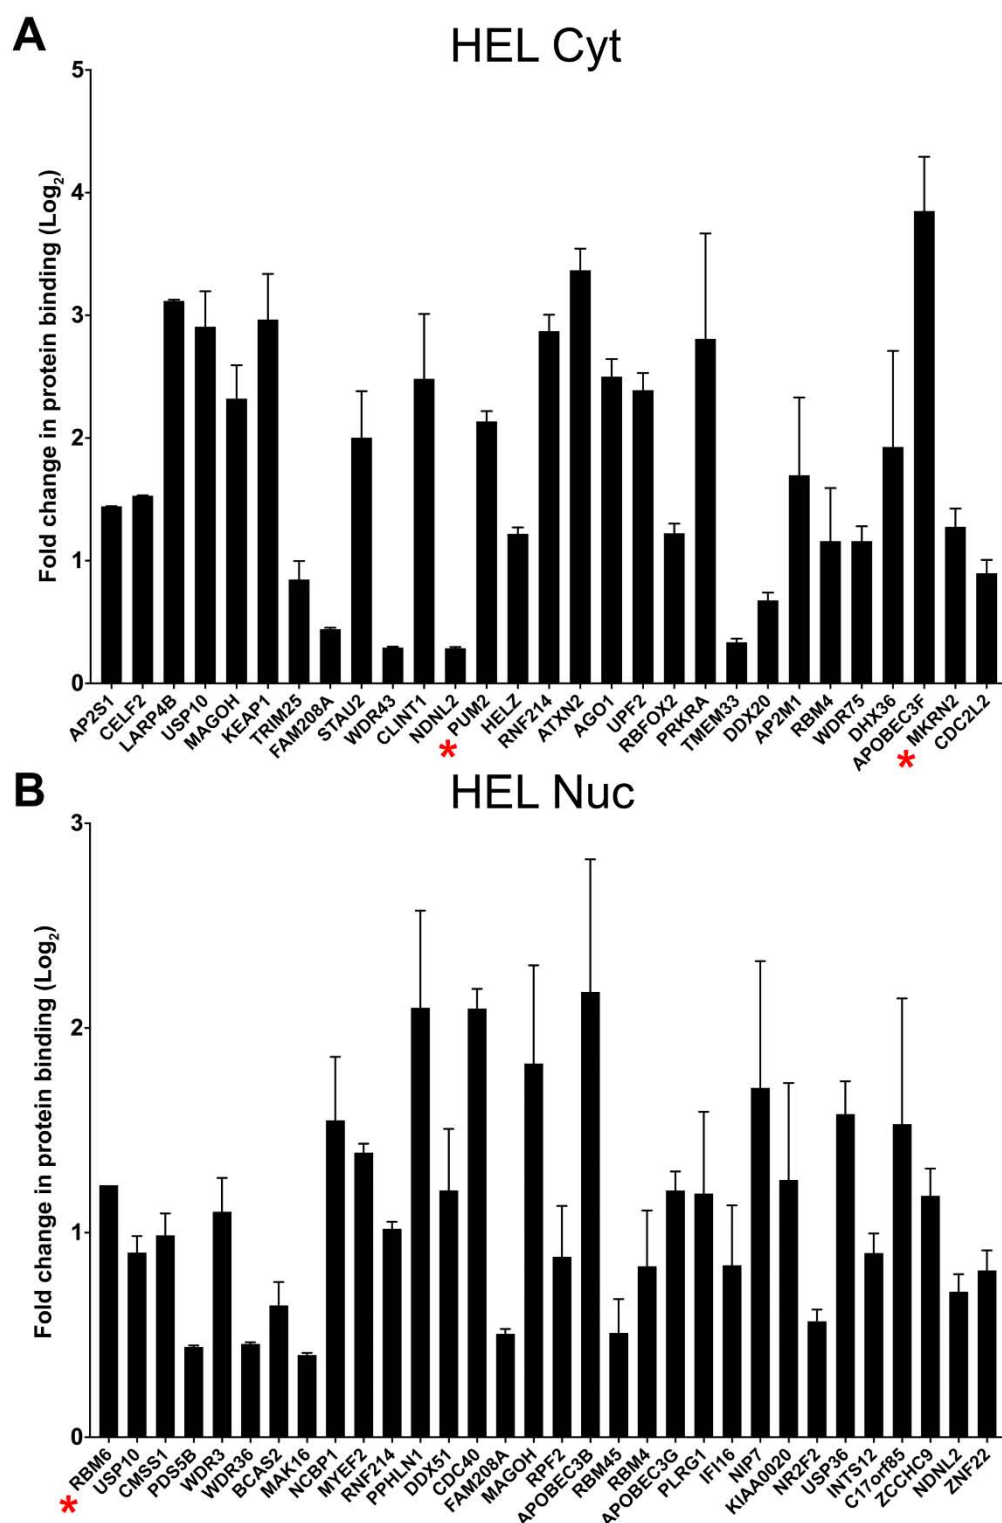 A
HEL Cyt
Fold change in protein binding (Log2)
5
4
3
2
1
0
AP2S1
CELF2
LARP4B
USP10
MAGOH
KEAP1
TRIM25
FAM208A
STAU2
WDR43
CLINT1
NDNL2
PUM2
HELZ
RNF214
ATXN2
AGO1
UPF2
RBFOX2
PRKRA
TMEM33
DDX20
AP2M1
RBM4
WDR75
DHX36
APOBEC3F
MKRN2
CDC2L2
*
*
B
HEL Nuc
Fold change in protein binding (Log2)
3
2
1
0
RBM6
USP10
CMSS1
PDS5B
WDR3
WDR36
BCAS2
MAK16
NCBP1
MYEF2
RNF214
PPHLN1
DDX51
CDC40
FAM208A
MAGOH
RPF2
APOBEC3B
RBM45
RBM4
APOBEC3G
PLRG1
IFI16
NIP7
KIAA0020
NR2F2
USP36
INTS12
C17orf85
ZCCHC9
NDNL2
ZNF22
*